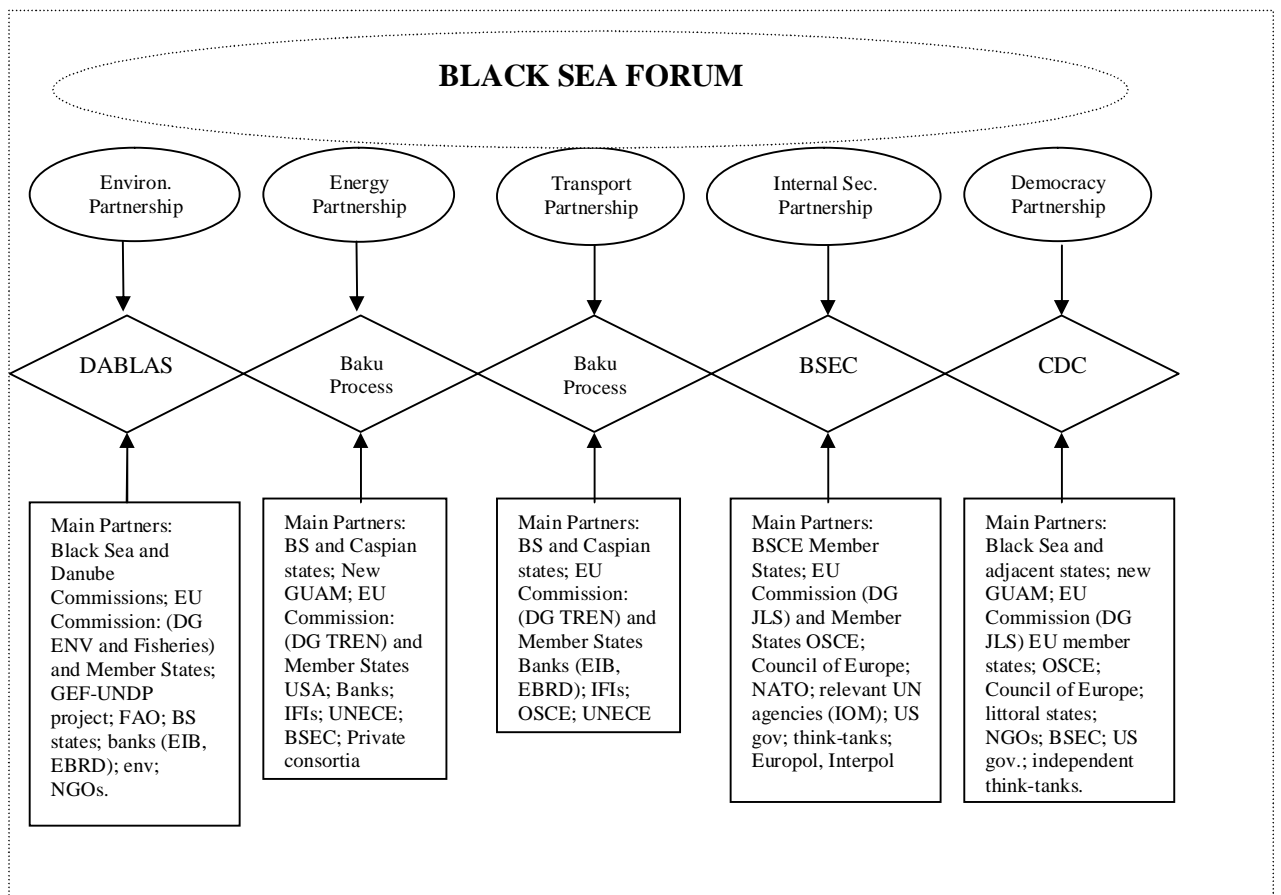 BLACK SEA FORUM
Environ.
Partnership
Energy
Partnership
Transport
Partnership
Internal Sec.
Partnership
Democracy
Partnership
DABLAS
Baku
Process
Baku
Process
BSEC
CDC
Main Partners:
Black Sea and
Danube
Commissions; EU
Commission: (DG
ENV and Fisheries)
and Member States;
GEF-UNDP
project; FAO; BS
states; banks (EIB,
EBRD); env;
NGOs.
Main Partners:
BS and Caspian
states; New
GUAM; EU
Commission:
(DG TREN) and
Member States
USA; Banks;
IFIs; UNECE;
BSEC; Private
consortia
Main Partners:
BS and Caspian
states; EU
Commission:
(DG TREN) and
Member States
Banks (EIB,
EBRD); IFIs;
OSCE; UNECE
Main Partners:
BSCE Member
States; EU
Commission (DG
JLS) and Member
States OSCE;
Council of Europe;
NATO; relevant UN
agencies (IOM); US
gov; think-tanks;
Europol, Interpol
Main Partners:
Black Sea and
adjacent states; new
GUAM; EU
Commission (DG
JLS) EU member
states; OSCE;
Council of Europe;
littoral states;
NGOs; BSEC; US
gov.; independent
think-tanks.